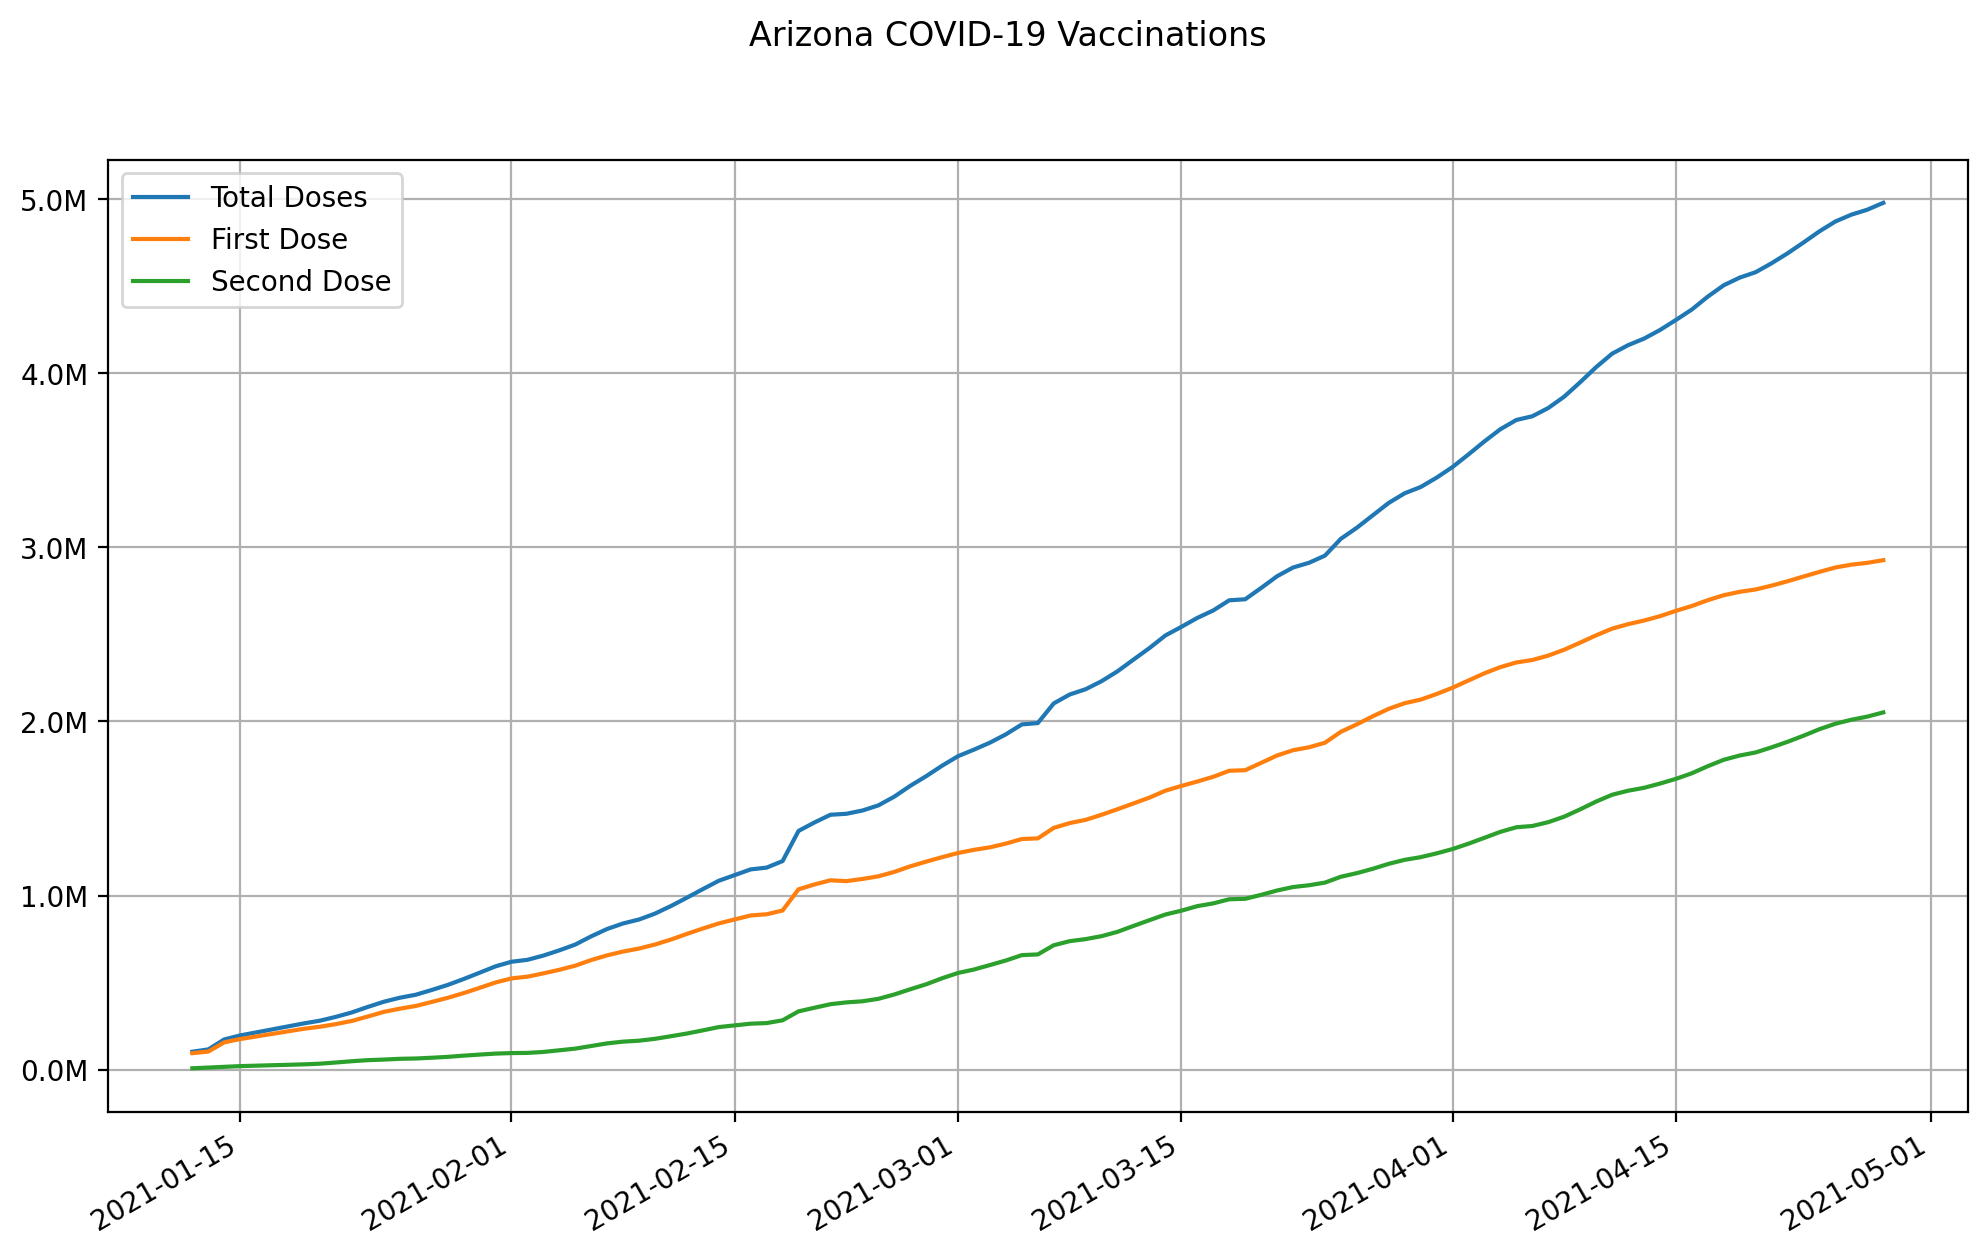 Arizona COVID-19 Vaccinations
Total Doses
First Dose
Second Dose
5.0M
4.0M
3.0M
2.0M
1.0M
0.0M
2021-01-15
2021-02-01
2021-02-15
2021-03-01
2021-03-15
2021-04-01
2021-04-15
2021-05-01